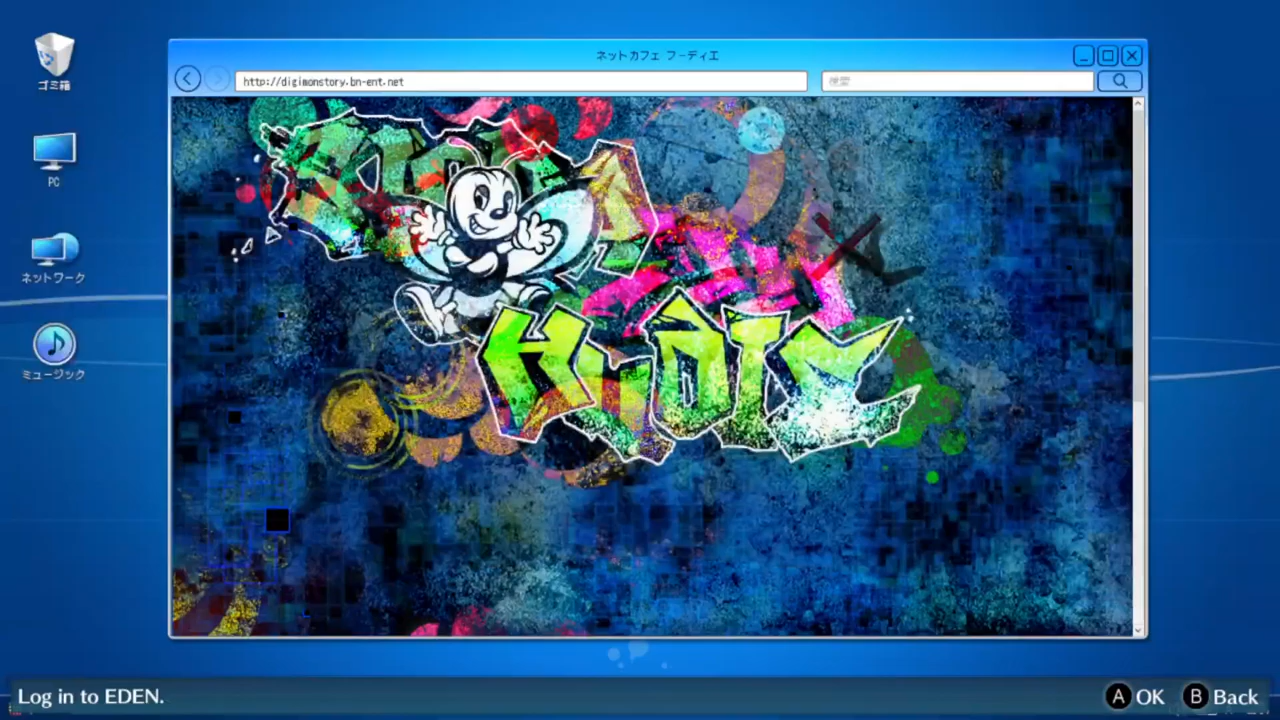 ネットカフェ フーディエ
ゴミ箱
http://digimonstory.bn-ent.net
検索
PC
ネットワーク
ミュージック
Log in to EDEN.
A OK B Back